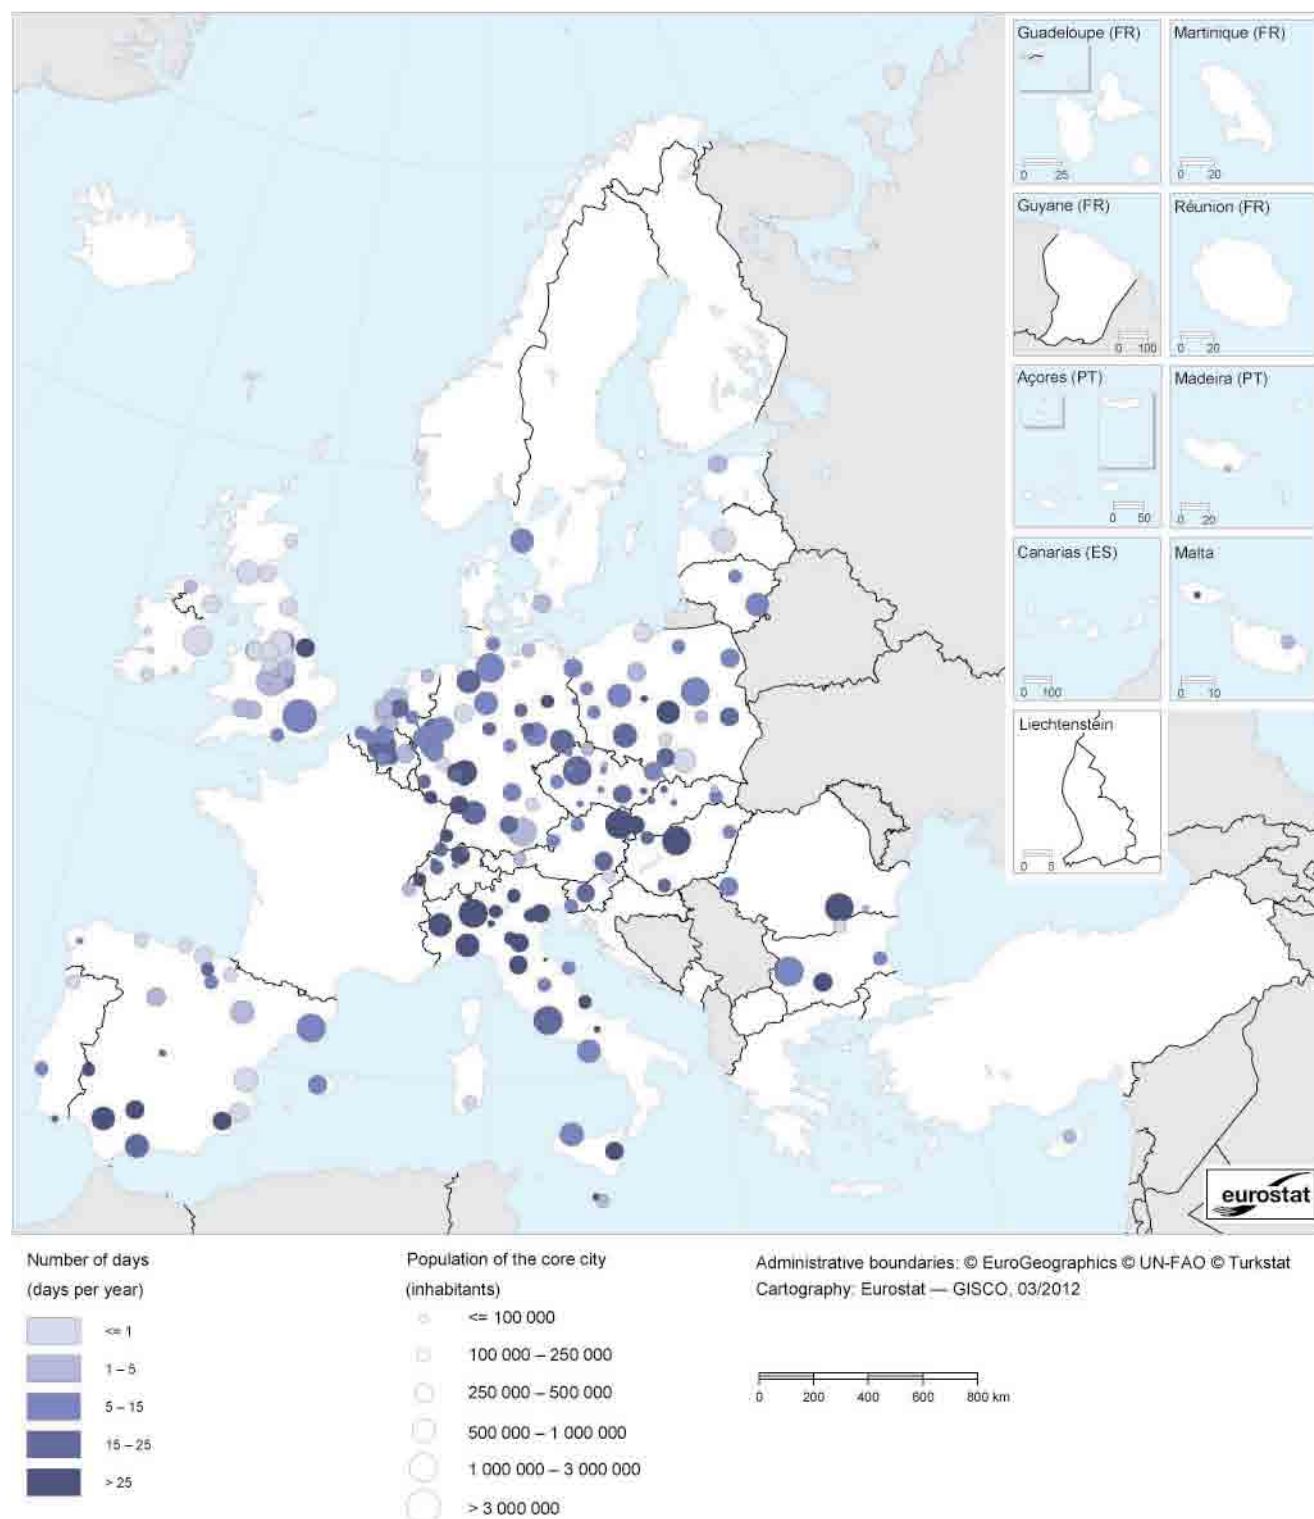 Guadeloupe (FR)
0 25
Martinique (FR)
0 20
Guyane (FR)
0 100
Réunion (FR)
0 20
Açores (PT)
0 50
Madeira (PT)
0 20
Canarias (ES)
0 100
Malta
0 10
Liechtenstein
0 5
eurostat
Number of days
(days per year)
<= 1
1 – 5
5 – 15
15 – 25
> 25
Population of the core city
(inhabitants)
<= 100 000
100 000 – 250 000
250 000 – 500 000
500 000 – 1 000 000
1 000 000 – 3 000 000
> 3 000 000
Administrative boundaries: © EuroGeographics © UN-FAO © Turkstat
Cartography: Eurostat — GISCO, 03/2012
0 200 400 600 800 km